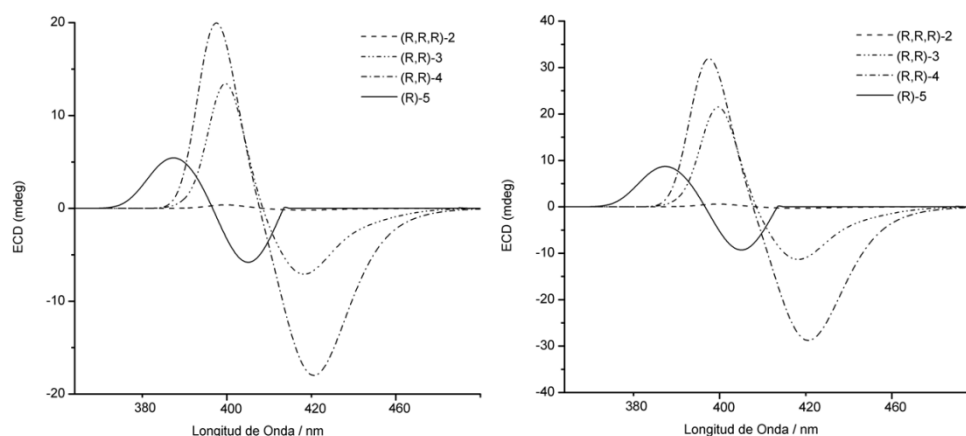 20
10
0
-10
-20
ECD (mdeg)
(R,R,R)-2
(R,R)-3
(R,R)-4
(R)-5
380
400
420
460
Longitud de Onda / nm
40
30
20
10
0
-10
-20
-30
-40
ECD (mdeg)
(R,R,R)-2
(R,R)-3
(R,R)-4
(R)-5
380
400
420
460
Longitud de Onda / nm